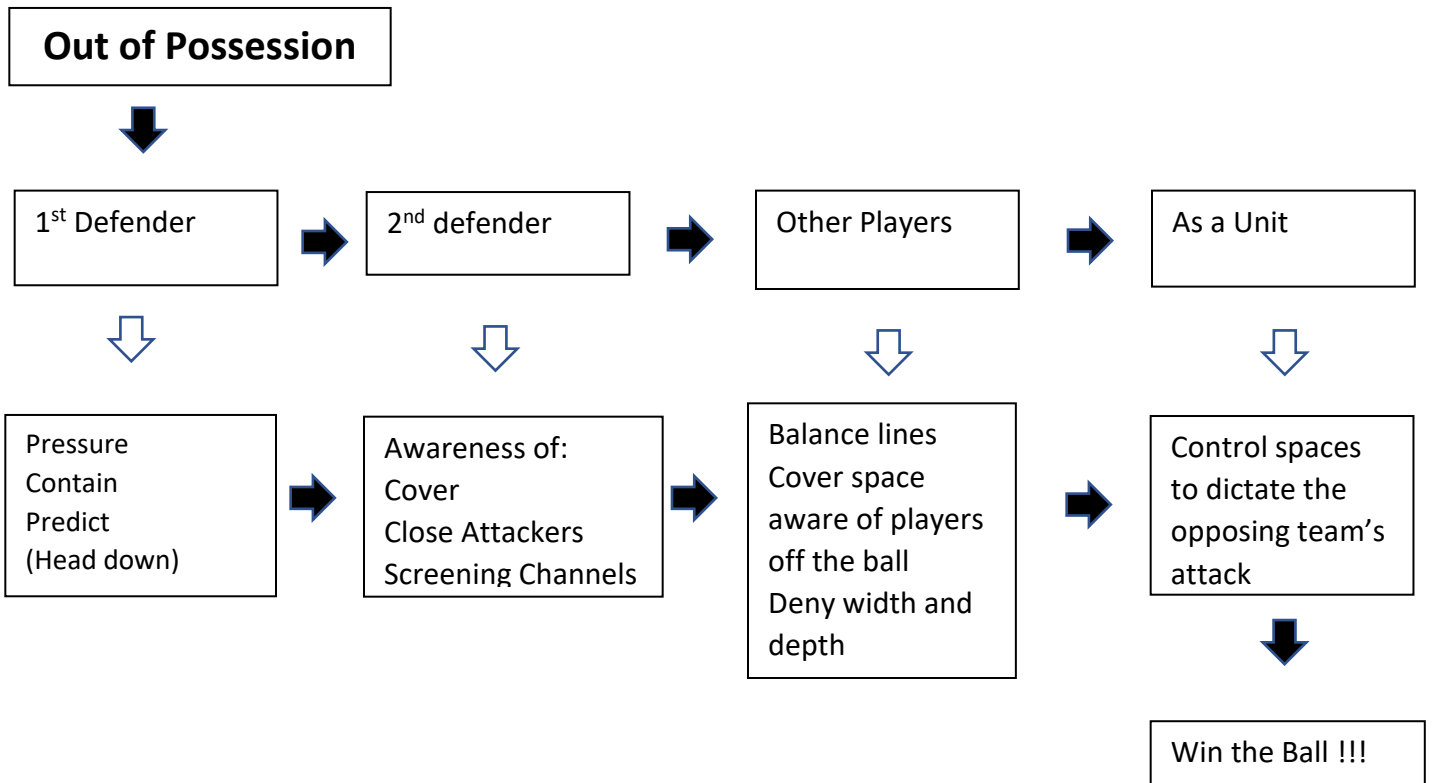 Out of Possession
1st Defender
2nd defender
Other Players
As a Unit
Pressure
Contain
Predict
(Head down)
Awareness of:
Cover
Close Attackers
Screening Channels
Balance lines
Cover space
aware of players
off the ball
Deny width and
depth
Control spaces
to dictate the
opposing team’s
attack
Win the Ball !!!